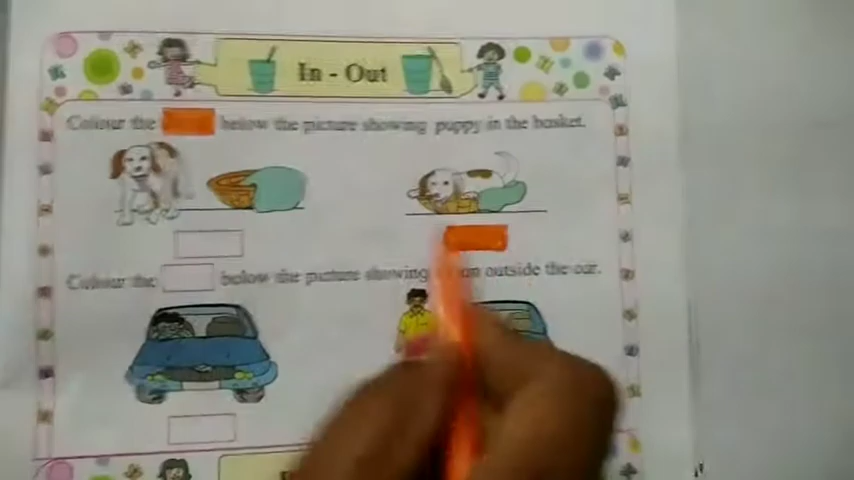 In - Out
Colour the below the picture showing puppy in the basket.
Colour the below the picture showing outside the car.